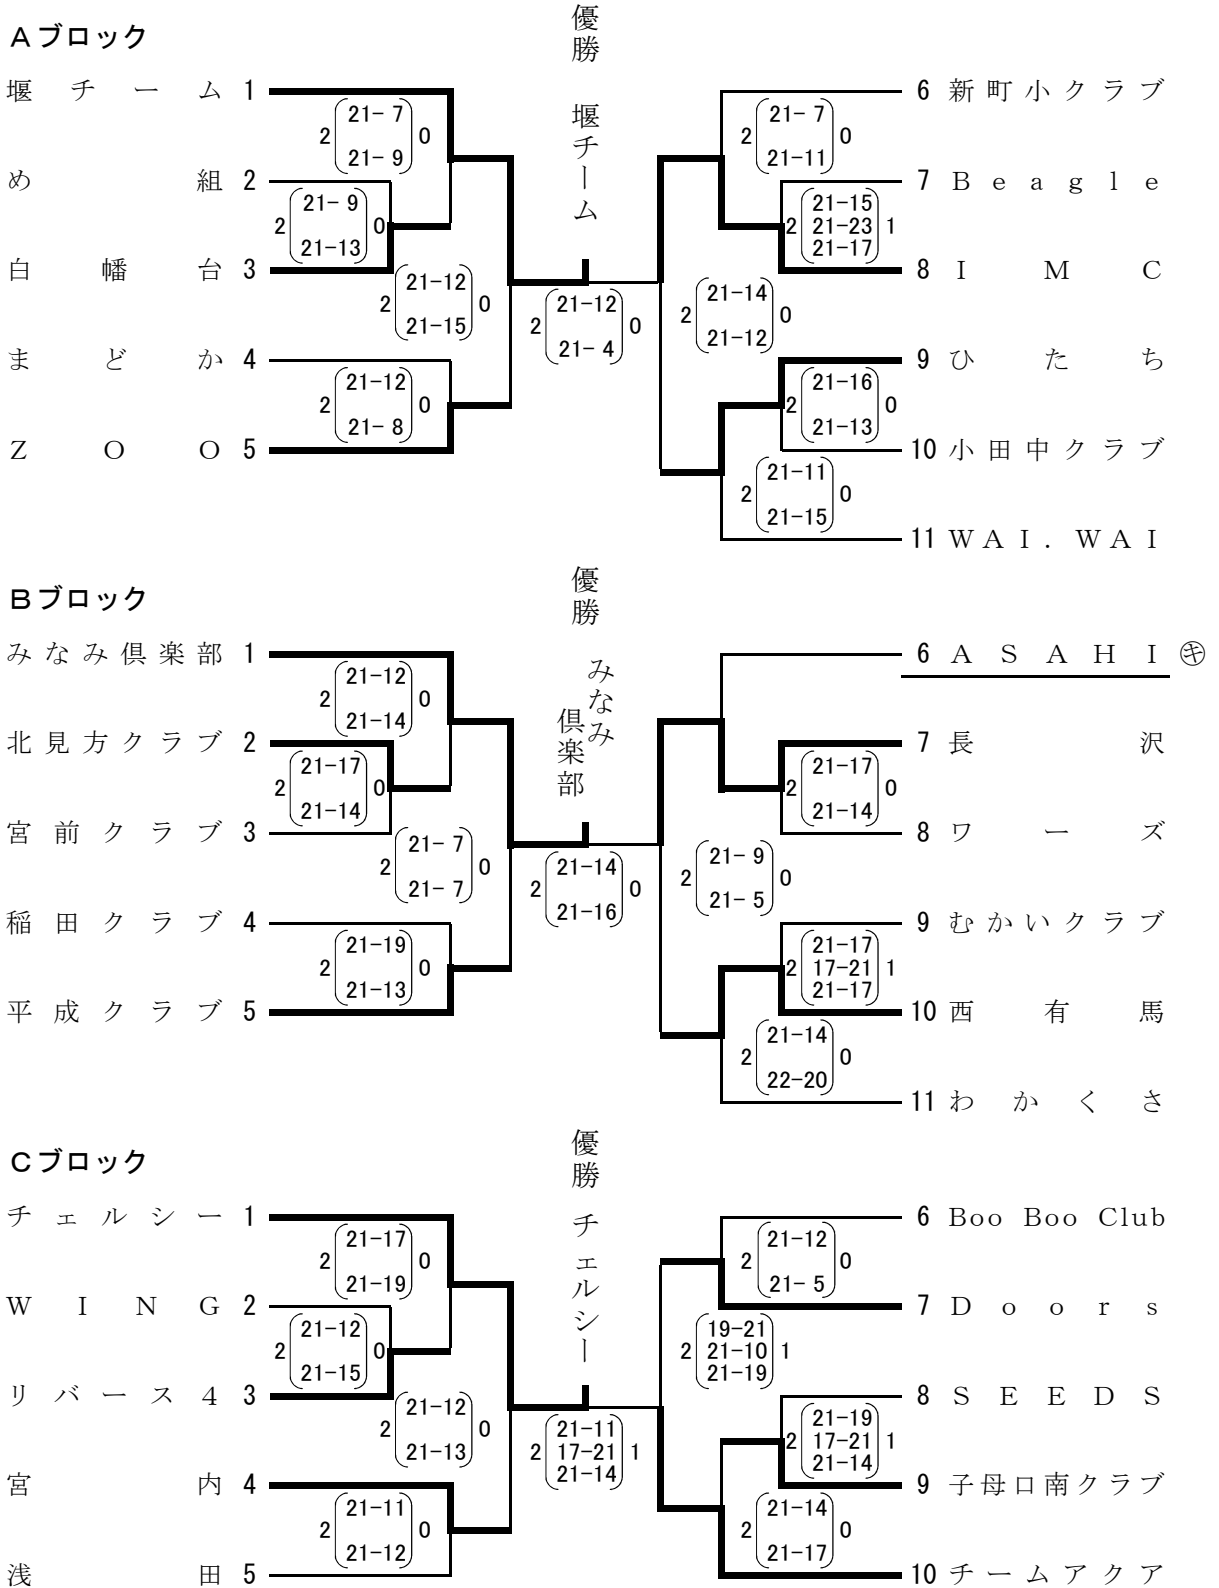 Aブロック
優勝 堰チーム
堰チーム 1
2 21- 7 0
21- 9
め組 2
2 21- 9 0
21-13
白幡台 3
2 21-12 0
21-15
まどか 4
2 21-12 0
21- 8
ZOO 5
2 21-12 0
21- 4
6 新町小クラブ
2 21- 7 0
21-11
7 Beagle
2 21-15 1
21-23
21-17
8 IMC
2 21-14 0
21-12
9 ひたち
2 21-16 0
21-13
10 小田中クラブ
2 21-11 0
21-15
11 WAI.WAI
Bブロック
優勝 みなみ
倶楽部
みなみ倶楽部 1
2 21-12 0
21-14
北見方クラブ 2
2 21-17 0
21-14
宮前クラブ 3
2 21- 7 0
21- 7
稲田クラブ 4
2 21-19 0
21-13
平成クラブ 5
2 21-14 0
21-16
6 ASAHI ㋖
7 長沢
2 21-17 0
21-14
8 ワーズ
2 21- 9 0
21- 5
9 むかいクラブ
2 21-17 1
17-21
21-17
10 西有馬
2 21-14 0
22-20
11 わかくさ
Cブロック
優勝 チェルシー
チェルシー 1
2 21-17 0
21-19
WING 2
2 21-12 0
21-15
リバース4 3
2 21-12 0
21-13
宮内 4
2 21-11 0
21-12
浅田 5
2 21-11 1
17-21
21-14
6 Boo Boo Club
2 21-12 0
21- 5
7 Doors
2 19-21 1
21-10
21-19
8 SEEDS
2 21-19 1
17-21
21-14
9 子母口南クラブ
2 21-14 0
21-17
10 チームアクア